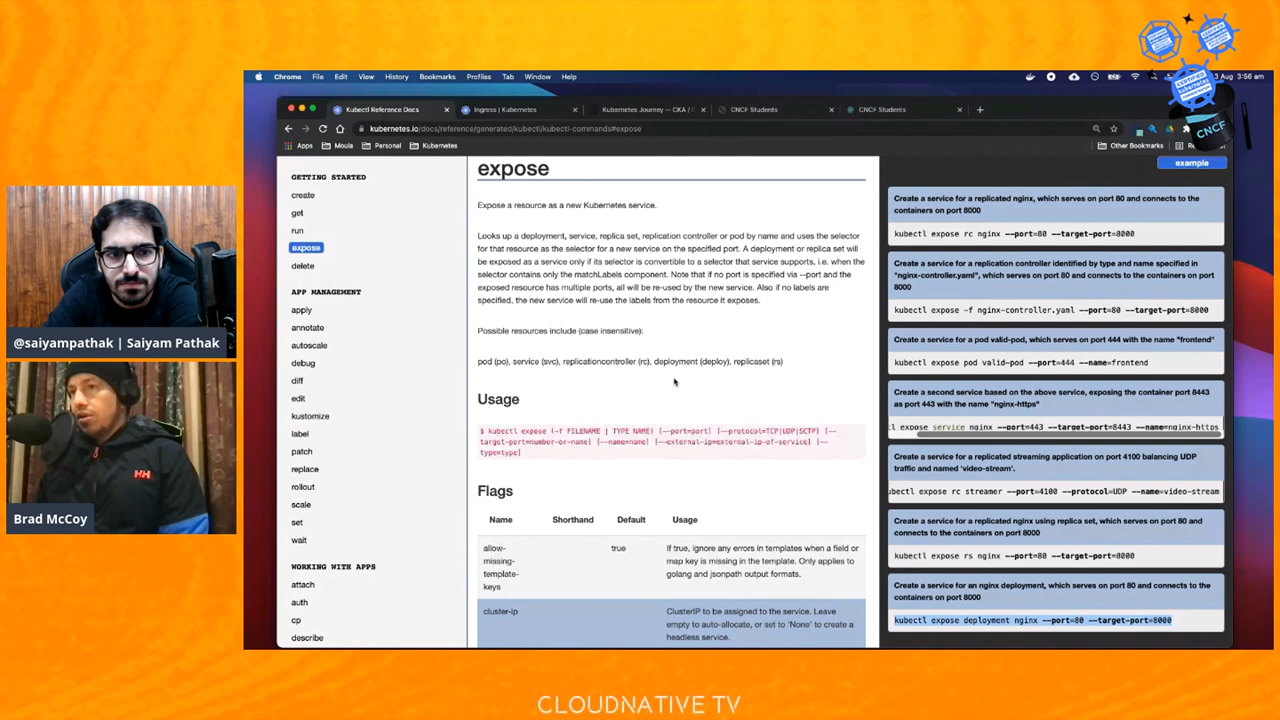 Chrome File Edit View History Bookmarks Profiles Tab Window Help
3 Aug 3:56 am
Kubectl Reference Docs
Ingress | Kubernetes
Kubernetes Journey — CKA / C
CNCF Students
CNCF Students
kubernetes.io/docs/reference/generated/kubectl/kubectl-commands#expose
Apps Moula Personal Kubernetes
Other Bookmarks
CNCF
GETTING STARTED
create
get
run
expose
delete
APP MANAGEMENT
apply
annotate
autoscale
debug
diff
edit
kustomize
label
patch
replace
rollout
scale
set
wait
WORKING WITH APPS
attach
auth
cp
describe
expose
Expose a resource as a new Kubernetes service.
Looks up a deployment, service, replica set, replication controller or pod by name and uses the selector
for that resource as the selector for a new service on the specified port. A deployment or replica set will
be exposed as a service only if its selector is convertible to a selector that service supports, i.e. when the
selector contains only the matchLabels component. Note that if no port is specified via --port and the
exposed resource has multiple ports, all will be re-used by the new service. Also if no labels are
specified, the new service will re-use the labels from the resource it exposes.
Possible resources include (case insensitive):
pod (po), service (svc), replicationcontroller (rc), deployment (deploy), replicaset (rs)
Usage
$ kubectl expose (-f FILENAME | TYPE NAME) [--port=port] [--protocol=TCP|UDP|SCTP] [--
target-port=number-or-name] [--name=name] [--external-ip=external-ip-of-service] [--
type=type]
Flags
Name Shorthand Default Usage
allow-
missing-
template-
keys
true
If true, ignore any errors in templates when a field or
map key is missing in the template. Only applies to
golang and jsonpath output formats.
cluster-ip
ClusterIP to be assigned to the service. Leave
empty to auto-allocate, or set to 'None' to create a
headless service.
example
Create a service for a replicated nginx, which serves on port 80 and connects to the
containers on port 8000
kubectl expose rc nginx --port=80 --target-port=8000
Create a service for a replication controller identified by type and name specified in
"nginx-controller.yaml", which serves on port 80 and connects to the containers on port
8000
kubectl expose -f nginx-controller.yaml --port=80 --target-port=8000
Create a service for a pod valid-pod, which serves on port 444 with the name "frontend"
kubectl expose pod valid-pod --port=444 --name=frontend
Create a second service based on the above service, exposing the container port 8443
as port 443 with the name "nginx-https"
expose service nginx --port=443 --target-port=8443 --name=nginx-https
Create a service for a replicated streaming application on port 4100 balancing UDP
traffic and named 'video-stream'.
ubectl expose rc streamer --port=4100 --protocol=UDP --name=video-stream
Create a service for a replicated nginx using replica set, which serves on port 80 and
connects to the containers on port 8000
kubectl expose rs nginx --port=80 --target-port=8000
Create a service for an nginx deployment, which serves on port 80 and connects to the
containers on port 8000
kubectl expose deployment nginx --port=80 --target-port=8000
@saiyampathak | Saiyam Pathak
Brad McCoy
CLOUDNATIVE TV